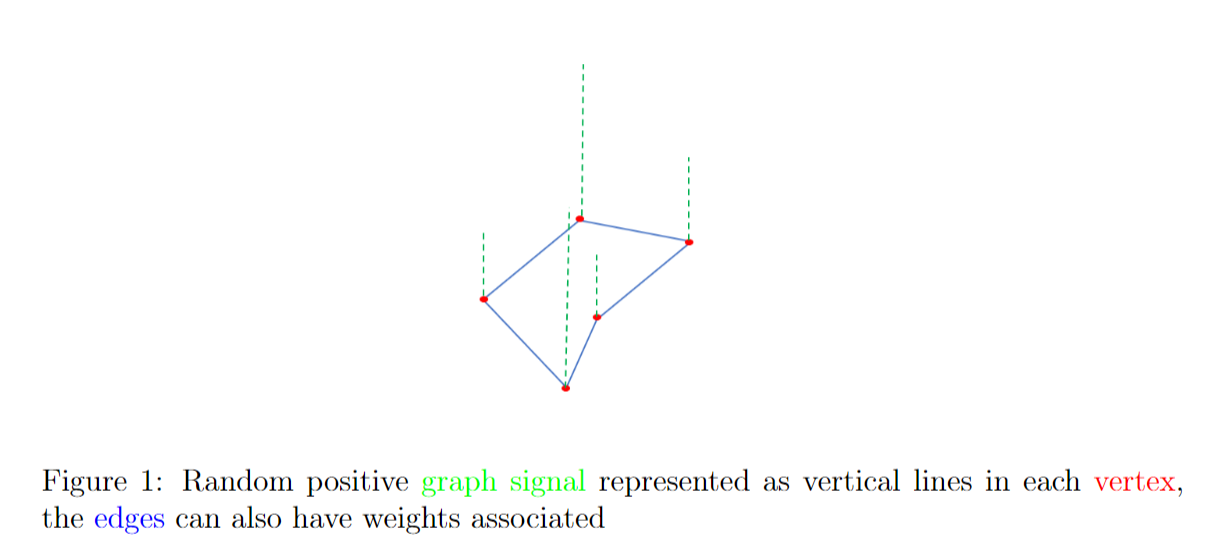 Figure 1: Random positive graph signal represented as vertical lines in each vertex,
the edges can also have weights associated